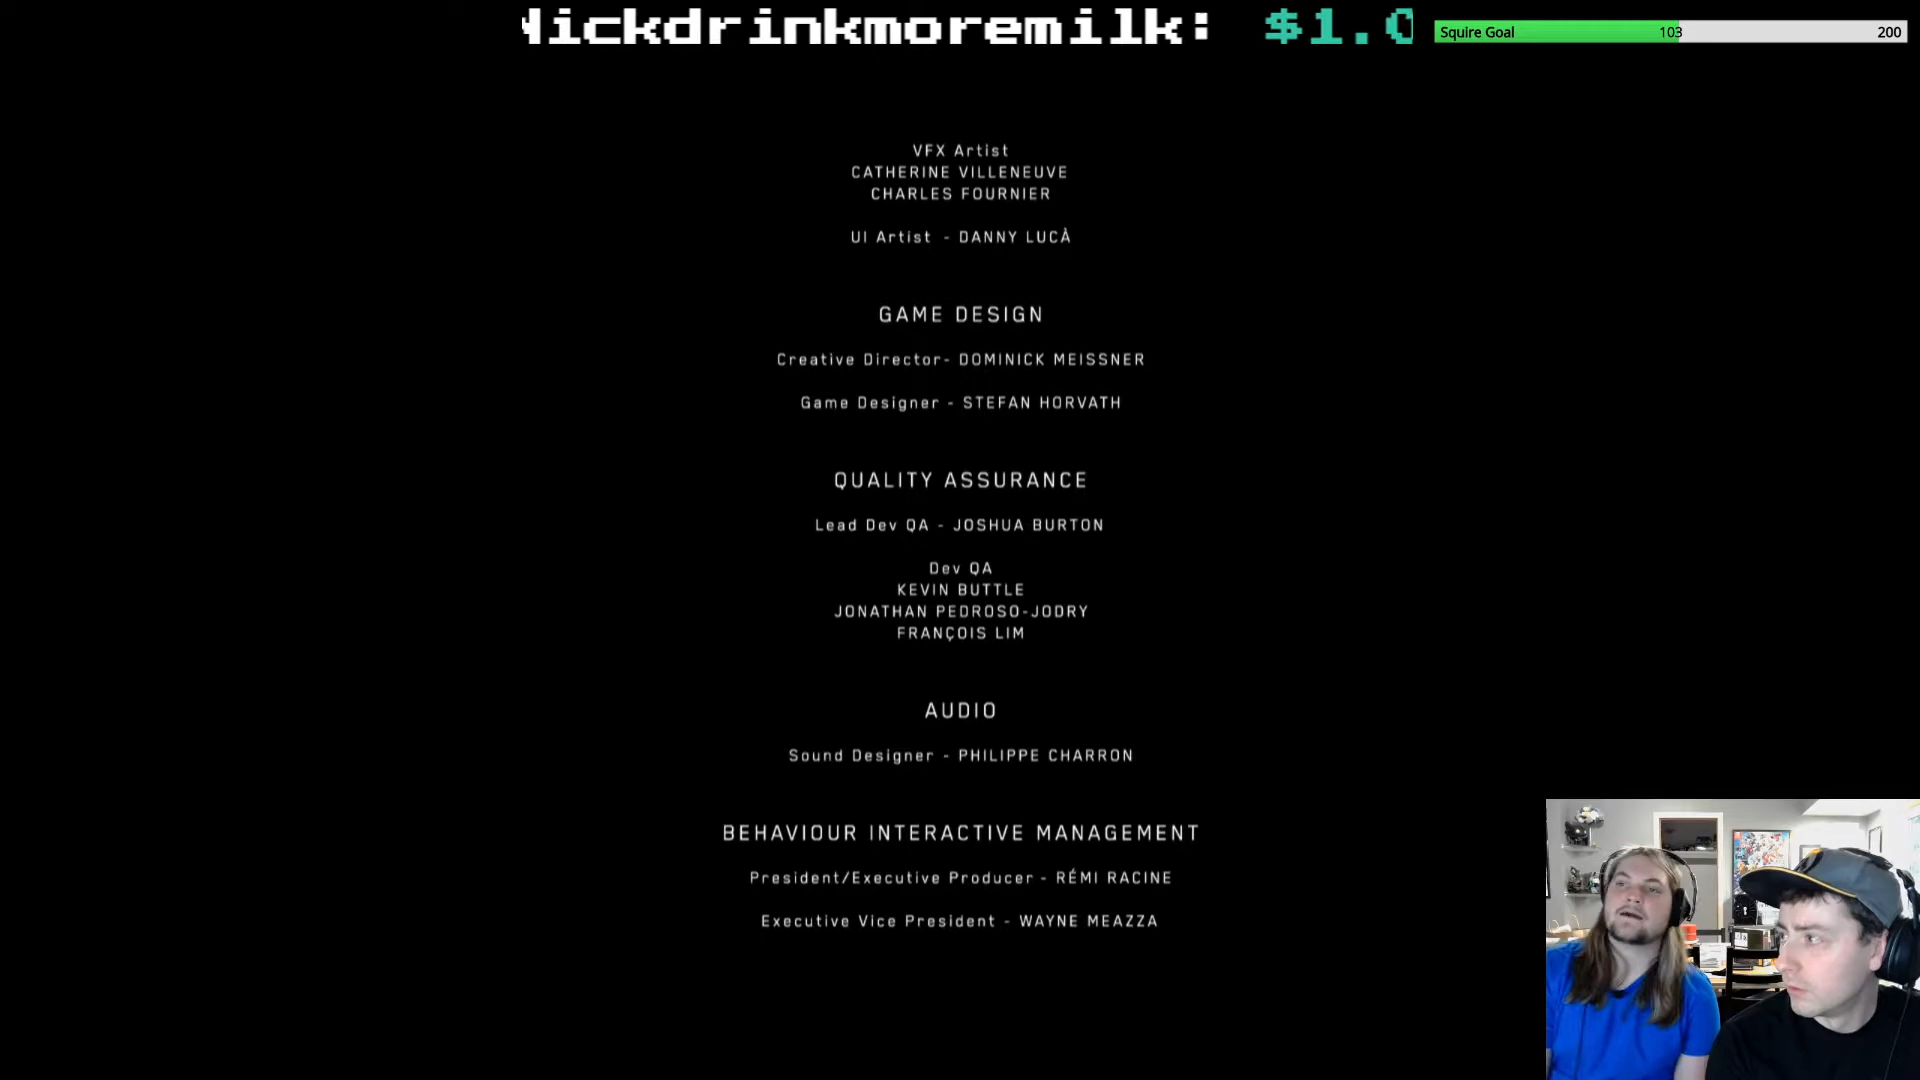 Nickdrinkmoremilk: $1.0
Squire Goal 103 200
VFX Artist
CATHERINE VILLENEUVE
CHARLES FOURNIER
UI Artist - DANNY LUCÀ
GAME DESIGN
Creative Director- DOMINICK MEISSNER
Game Designer - STEFAN HORVATH
QUALITY ASSURANCE
Lead Dev QA - JOSHUA BURTON
Dev QA
KEVIN BUTTLE
JONATHAN PEDROSO-JODRY
FRANÇOIS LIM
AUDIO
Sound Designer - PHILIPPE CHARRON
BEHAVIOUR INTERACTIVE MANAGEMENT
President/Executive Producer - RÉMI RACINE
Executive Vice President - WAYNE MEAZZA